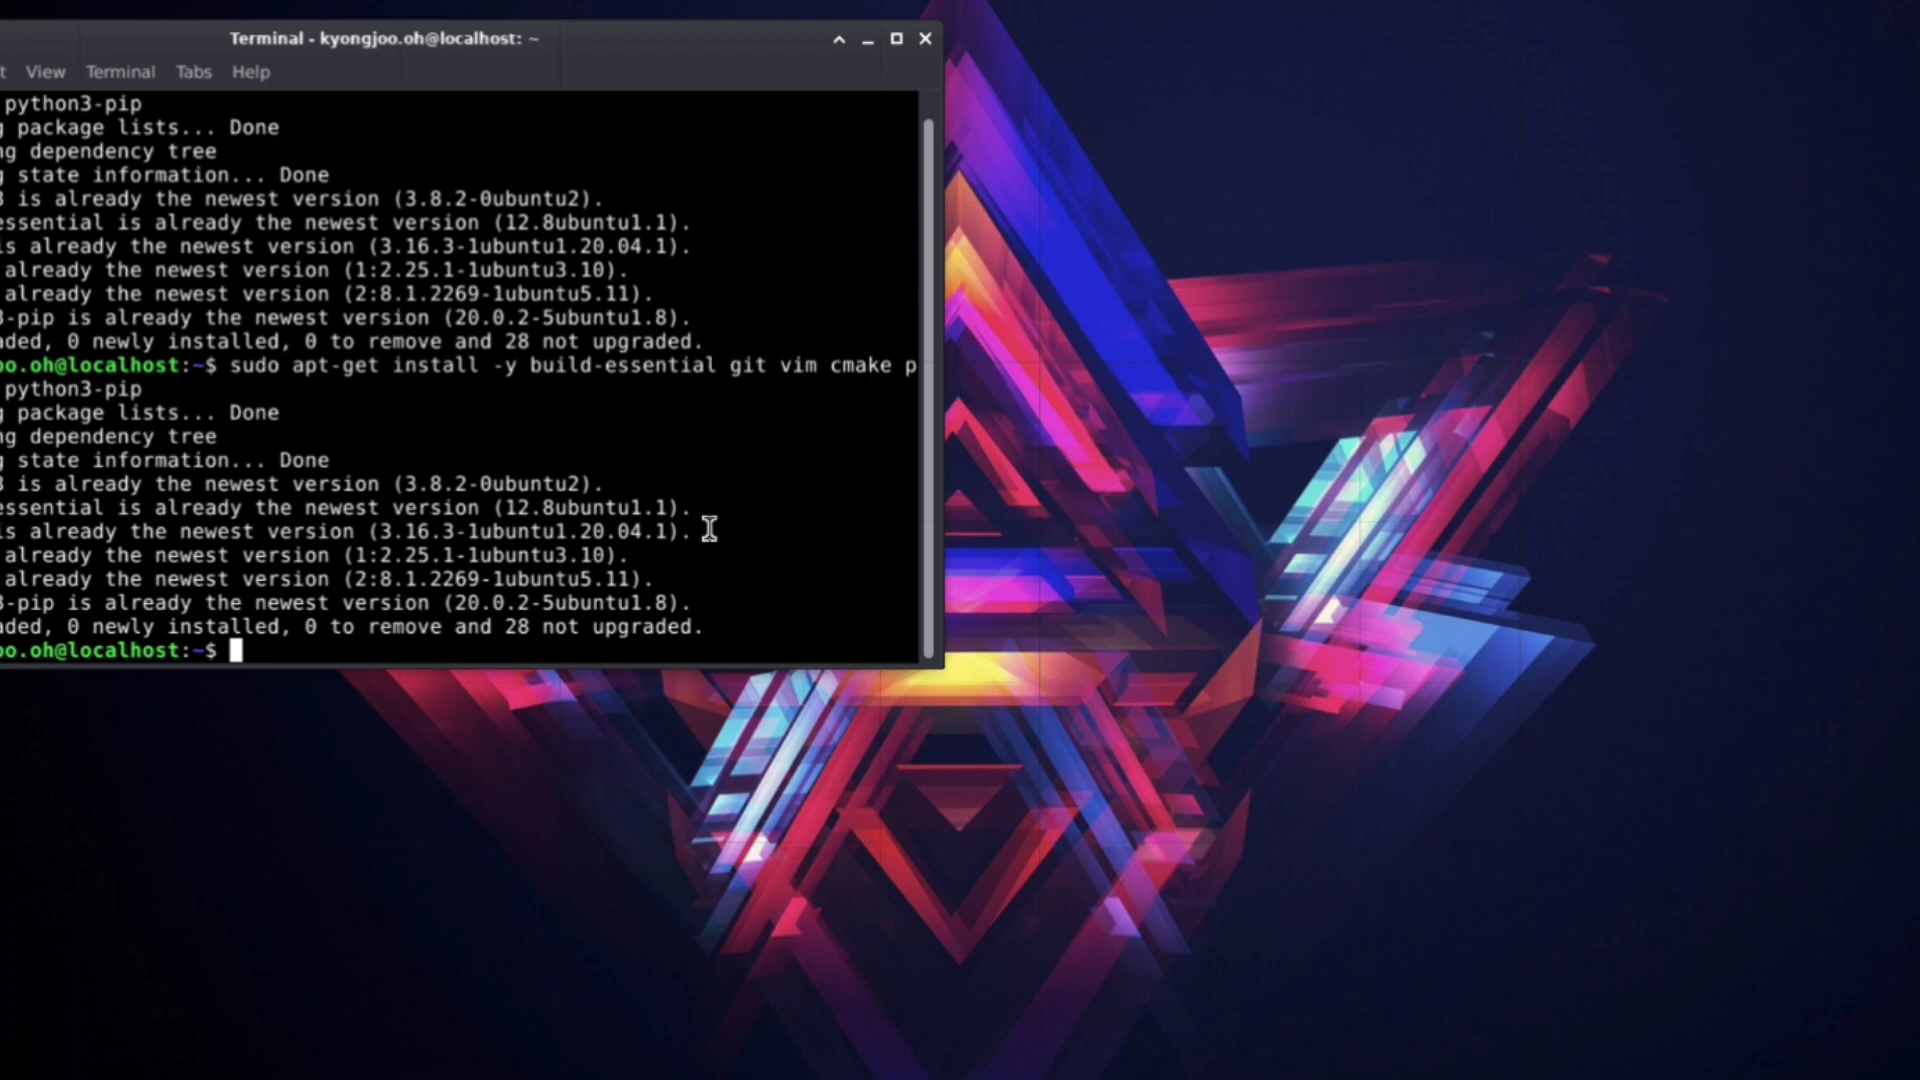 Terminal - kyongjoo.oh@localhost: ~
View Terminal Tabs Help
python3-pip
package lists... Done
dependency tree
state information... Done
is already the newest version (3.8.2-0ubuntu2).
essential is already the newest version (12.8ubuntu1.1).
is already the newest version (3.16.3-1ubuntu1.20.04.1).
already the newest version (1:2.25.1-1ubuntu3.10).
already the newest version (2:8.1.2269-1ubuntu5.11).
-pip is already the newest version (20.0.2-5ubuntu1.8).
aded, 0 newly installed, 0 to remove and 28 not upgraded.
oo.oh@localhost:~$ sudo apt-get install -y build-essential git vim cmake p
python3-pip
package lists... Done
dependency tree
state information... Done
is already the newest version (3.8.2-0ubuntu2).
essential is already the newest version (12.8ubuntu1.1).
is already the newest version (3.16.3-1ubuntu1.20.04.1).
already the newest version (1:2.25.1-1ubuntu3.10).
already the newest version (2:8.1.2269-1ubuntu5.11).
-pip is already the newest version (20.0.2-5ubuntu1.8).
aded, 0 newly installed, 0 to remove and 28 not upgraded.
oo.oh@localhost:~$